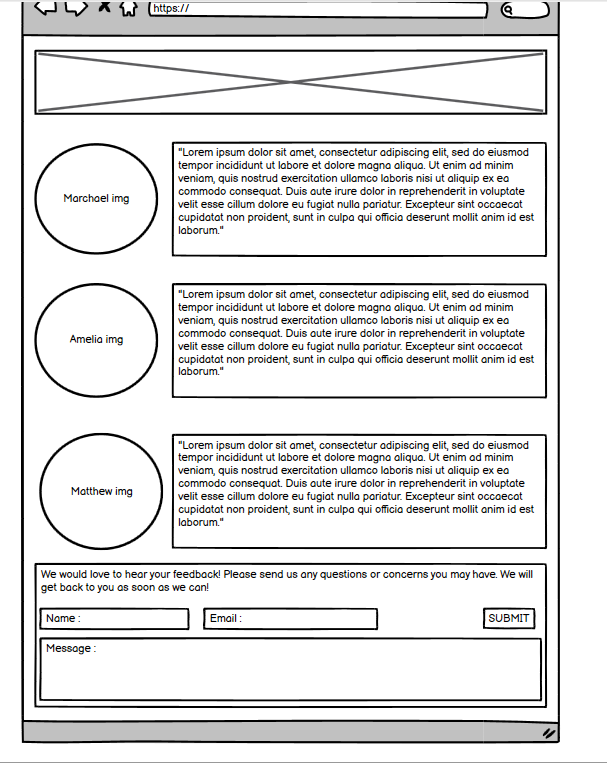 https://
Marchael img
"Lorem ipsum dolor sit amet, consectetur adipiscing elit, sed do eiusmod
tempor incididunt ut labore et dolore magna aliqua. Ut enim ad minim
veniam, quis nostrud exercitation ullamco laboris nisi ut aliquip ex ea
commodo consequat. Duis aute irure dolor in reprehenderit in voluptate
velit esse cillum dolore eu fugiat nulla pariatur. Excepteur sint occaecat
cupidatat non proident, sunt in culpa qui officia deserunt mollit anim id est
laborum."
Amelia img
"Lorem ipsum dolor sit amet, consectetur adipiscing elit, sed do eiusmod
tempor incididunt ut labore et dolore magna aliqua. Ut enim ad minim
veniam, quis nostrud exercitation ullamco laboris nisi ut aliquip ex ea
commodo consequat. Duis aute irure dolor in reprehenderit in voluptate
velit esse cillum dolore eu fugiat nulla pariatur. Excepteur sint occaecat
cupidatat non proident, sunt in culpa qui officia deserunt mollit anim id est
laborum."
Matthew img
"Lorem ipsum dolor sit amet, consectetur adipiscing elit, sed do eiusmod
tempor incididunt ut labore et dolore magna aliqua. Ut enim ad minim
veniam, quis nostrud exercitation ullamco laboris nisi ut aliquip ex ea
commodo consequat. Duis aute irure dolor in reprehenderit in voluptate
velit esse cillum dolore eu fugiat nulla pariatur. Excepteur sint occaecat
cupidatat non proident, sunt in culpa qui officia deserunt mollit anim id est
laborum."
We would love to hear your feedback! Please send us any questions or concerns you may have. We will
get back to you as soon as we can!
Name :
Email :
SUBMIT
Message :